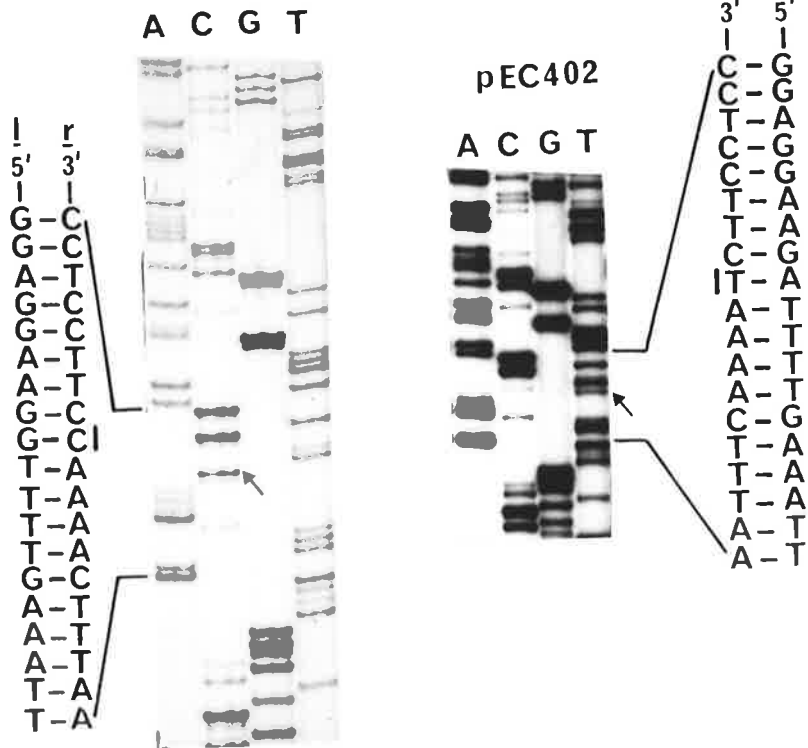 A C G T
l r
5' 3'
G-C
G-C
A-T
G-C
G-C
A-T
A-T
G-C
G-C
T-A
T-A
T-A
T-A
G-C
A-T
A-T
A-T
T-A
T-A
pEC402
A C G T
3' 5'
C-G
C-G
T-A
C-G
C-G
T-A
T-A
C-G
T-A
A-T
A-T
A-T
A-T
C-G
T-A
T-A
T-A
A-T
A-T